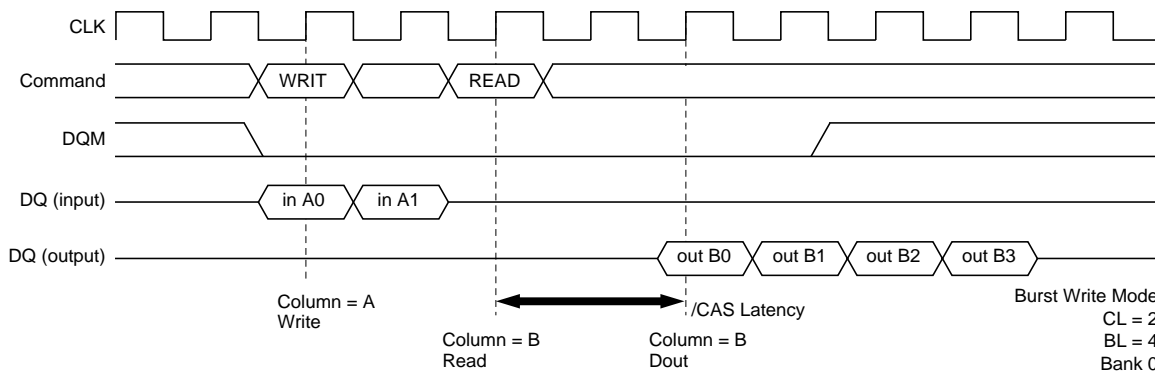 CLK
Command WRIT READ
DQM
DQ (input) in A0 in A1
DQ (output) out B0 out B1 out B2 out B3
Column = A
Write
/CAS Latency
Column = B
Read
Column = B
Dout
Burst Write Mode
CL = 2
BL = 4
Bank 0